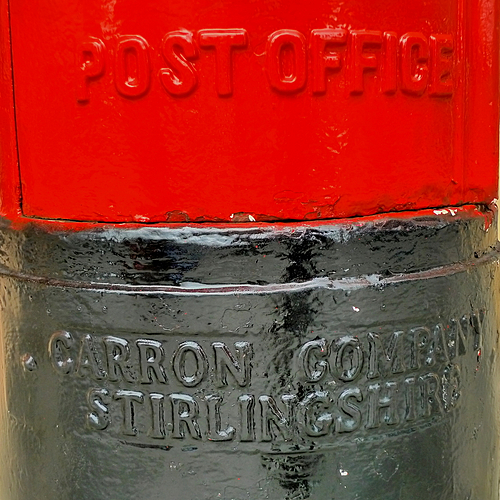 POST OFFICE
CARRON COMPANY
STIRLINGSHIRE